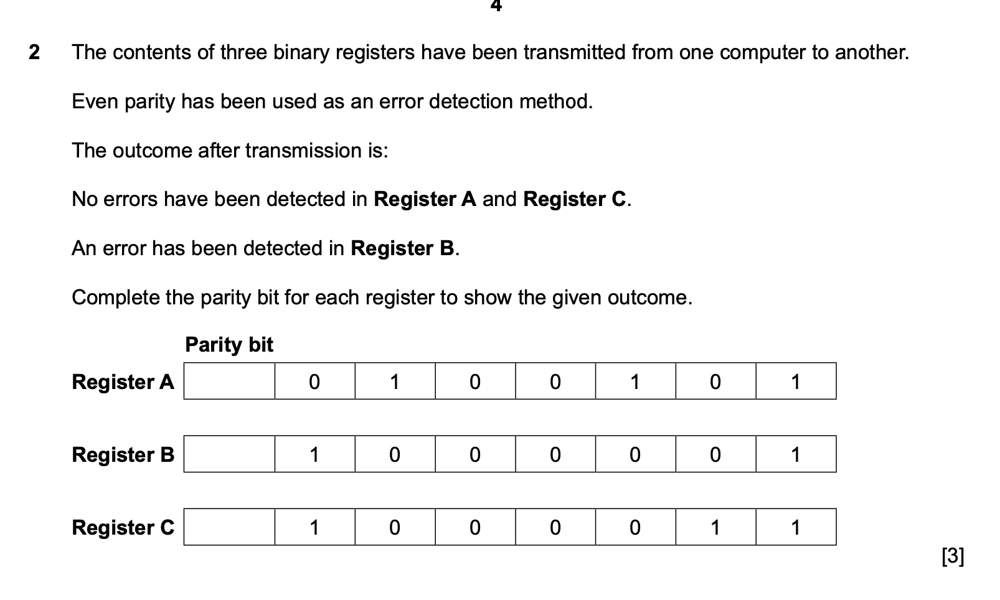 4
2 The contents of three binary registers have been transmitted from one computer to another.
Even parity has been used as an error detection method.
The outcome after transmission is:
No errors have been detected in Register A and Register C.
An error has been detected in Register B.
Complete the parity bit for each register to show the given outcome.
Parity bit
Register A 0 1 0 0 1 0 1
Register B 1 0 0 0 0 0 1
Register C 1 0 0 0 0 1 1
[3]